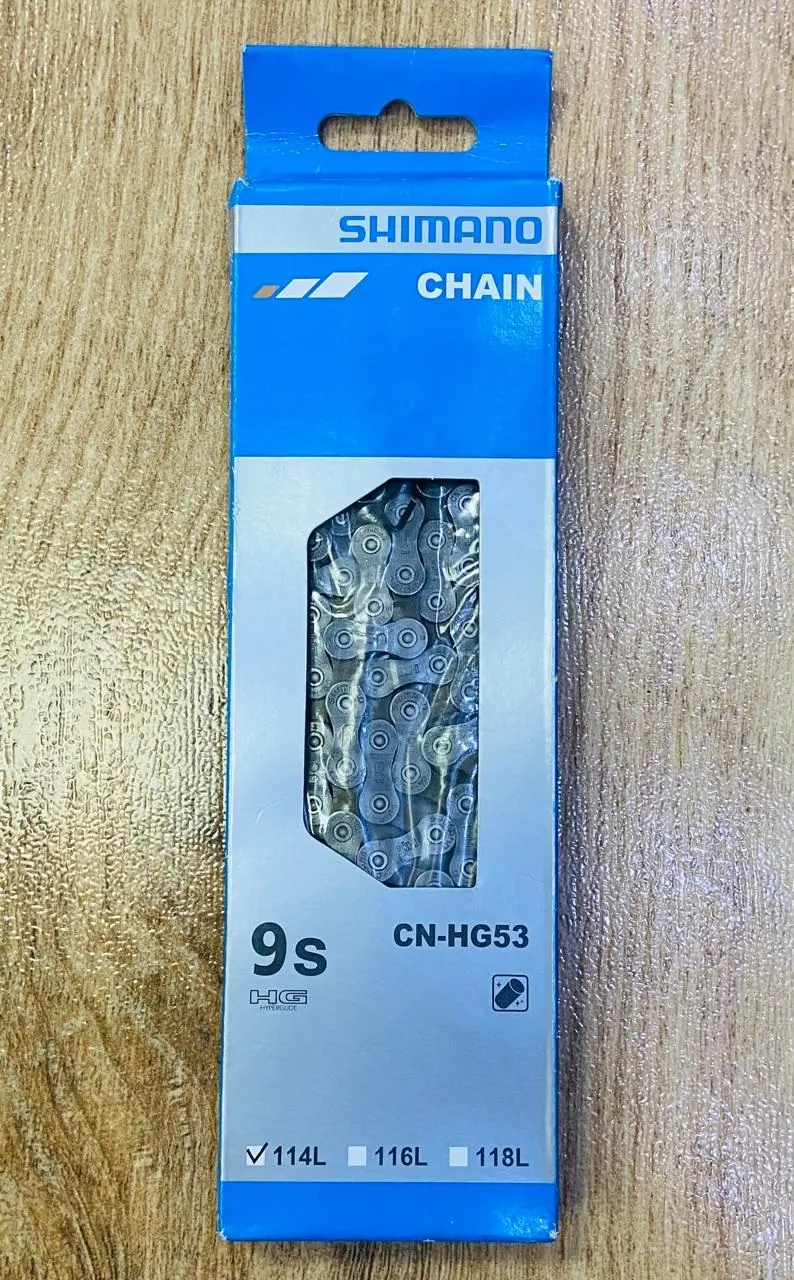 SHIMANO
CHAIN
9s
CN-HG53
HG
HYPERGLIDE
✓ 114L 116L 118L